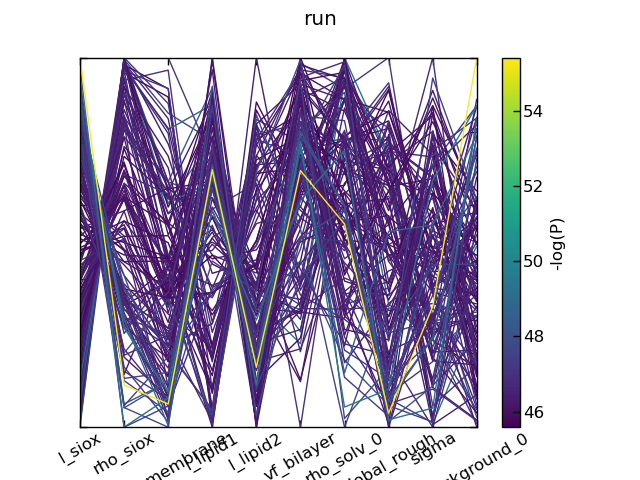 run
54
52
50
48
46
-log(P)
l_siox
rho_siox
l_lipid1
l_lipid2
vf_bilayer
rho_solv_0
sigma